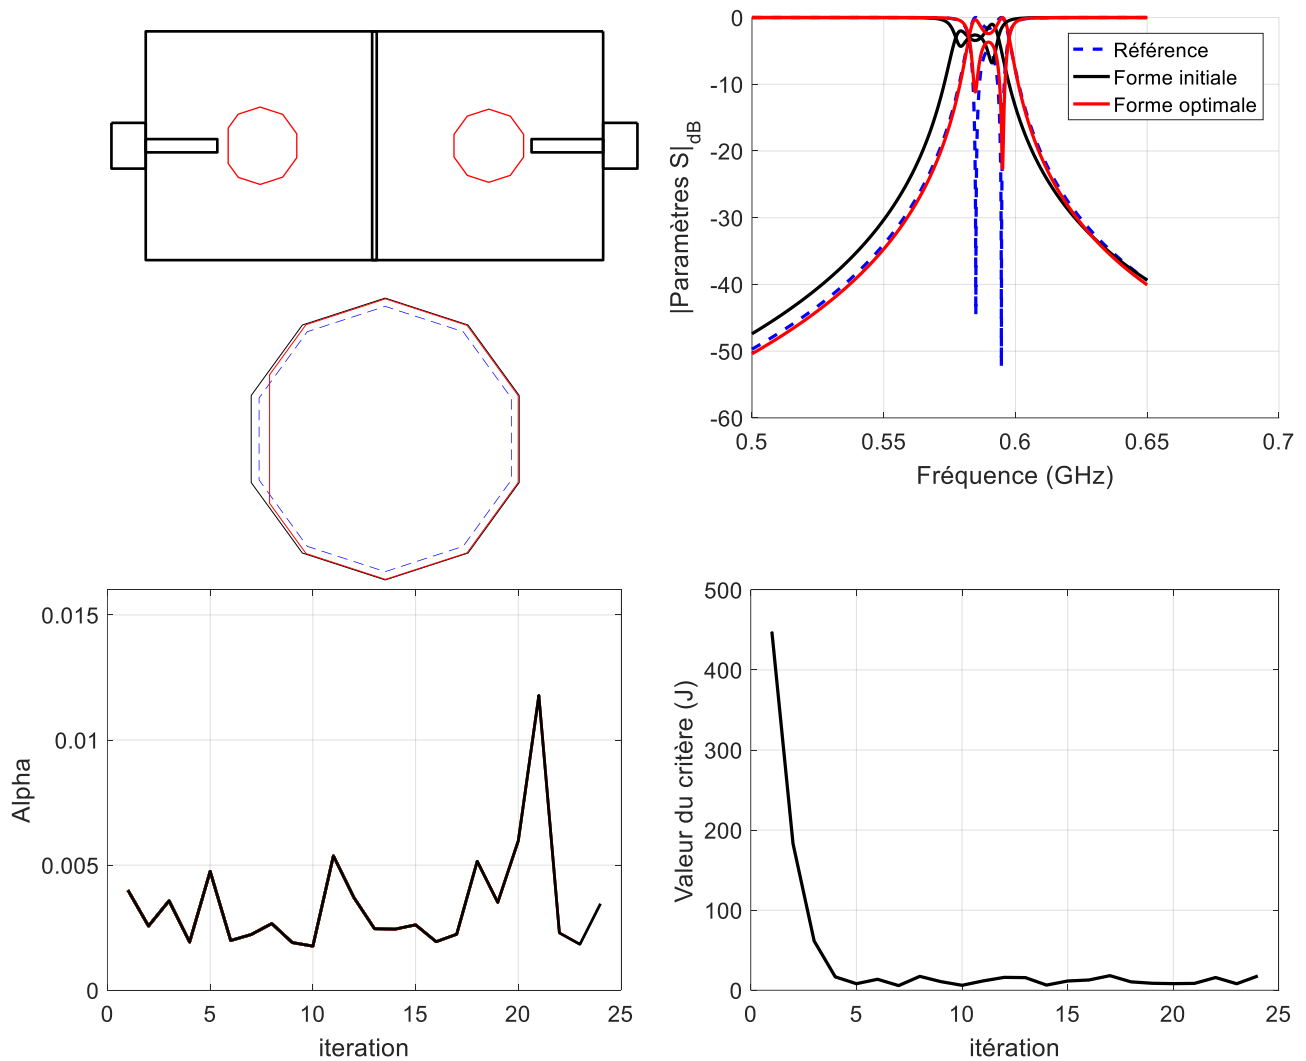 0
-10
-20
-30
-40
-50
-60
0.5 0.55 0.6 0.65 0.7
Fréquence (GHz)
|Paramètres S|dB
Référence
Forme initiale
Forme optimale
0.015
0.01
0.005
0
0 5 10 15 20 25
iteration
Alpha
500
400
300
200
100
0
0 5 10 15 20 25
itération
Valeur du critère (J)